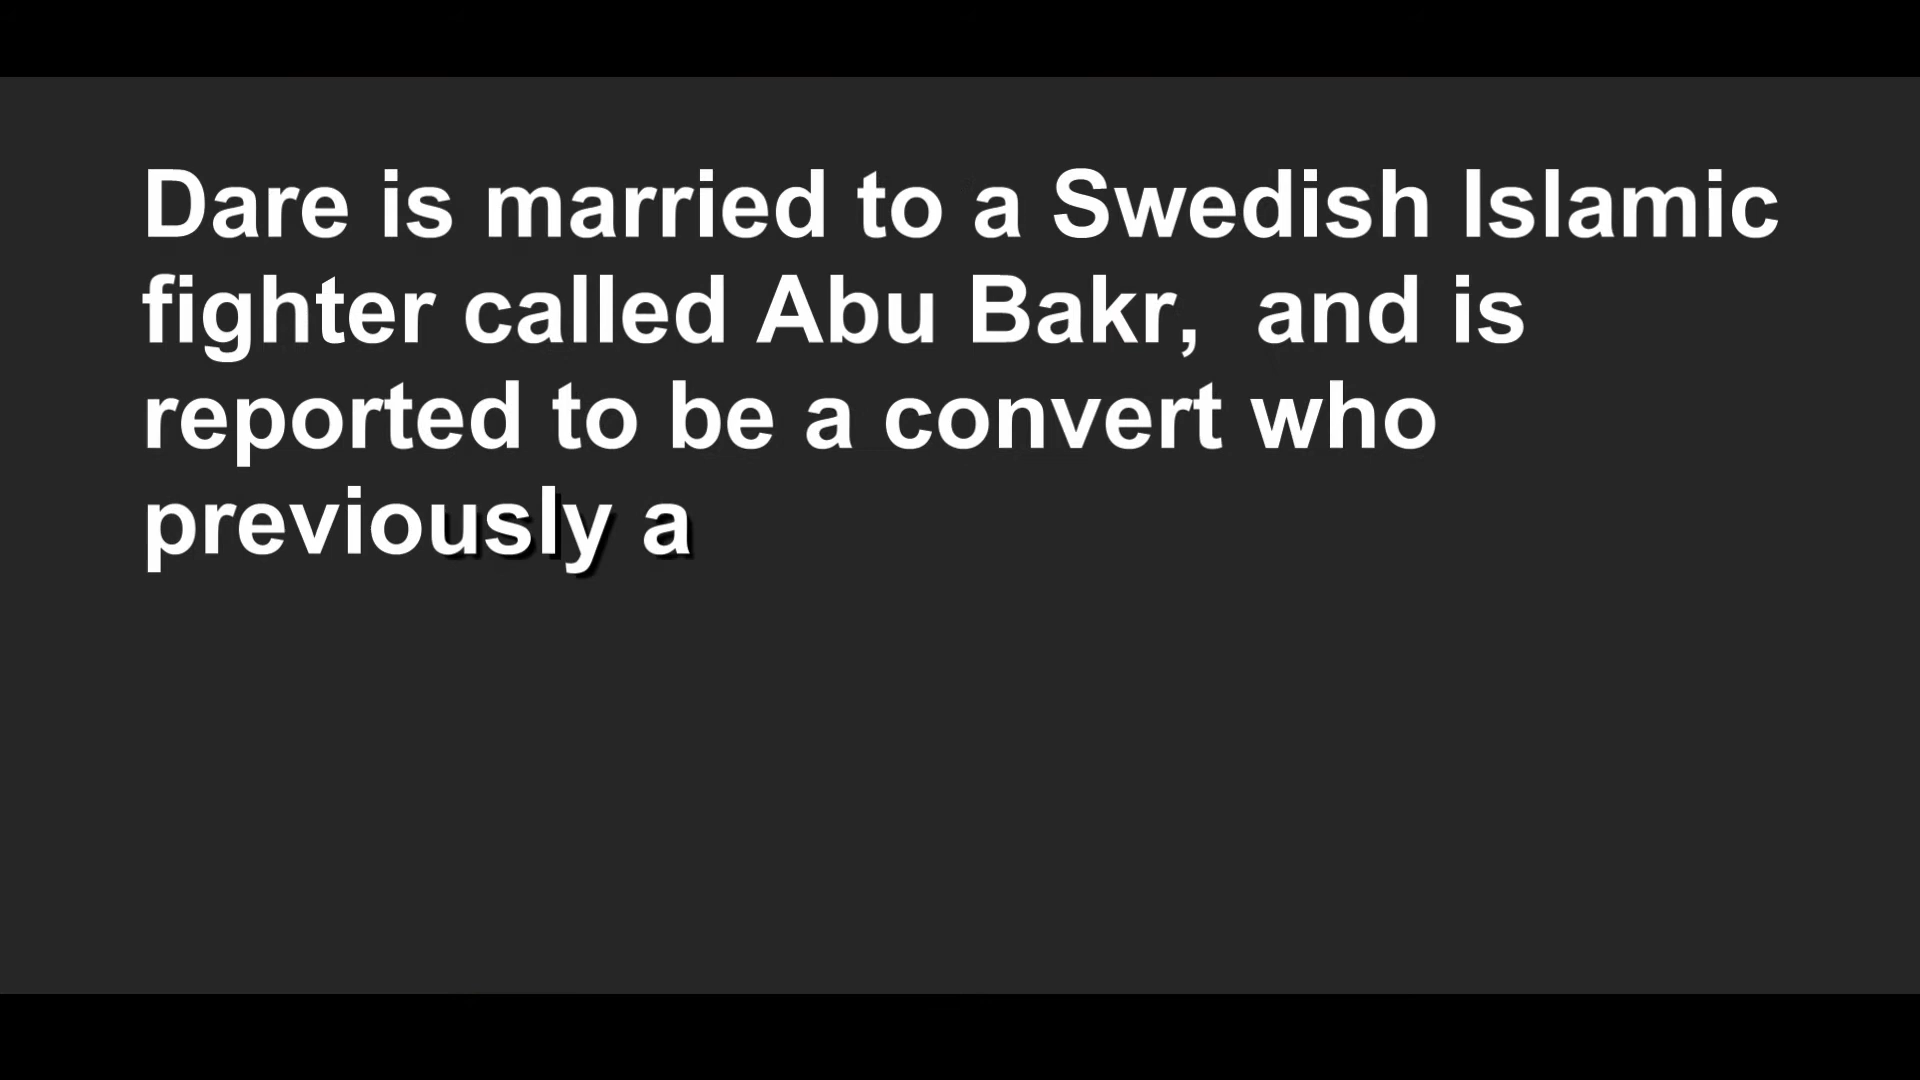 Dare is married to a Swedish Islamic
fighter called Abu Bakr,  and is
reported to be a convert who
previously a